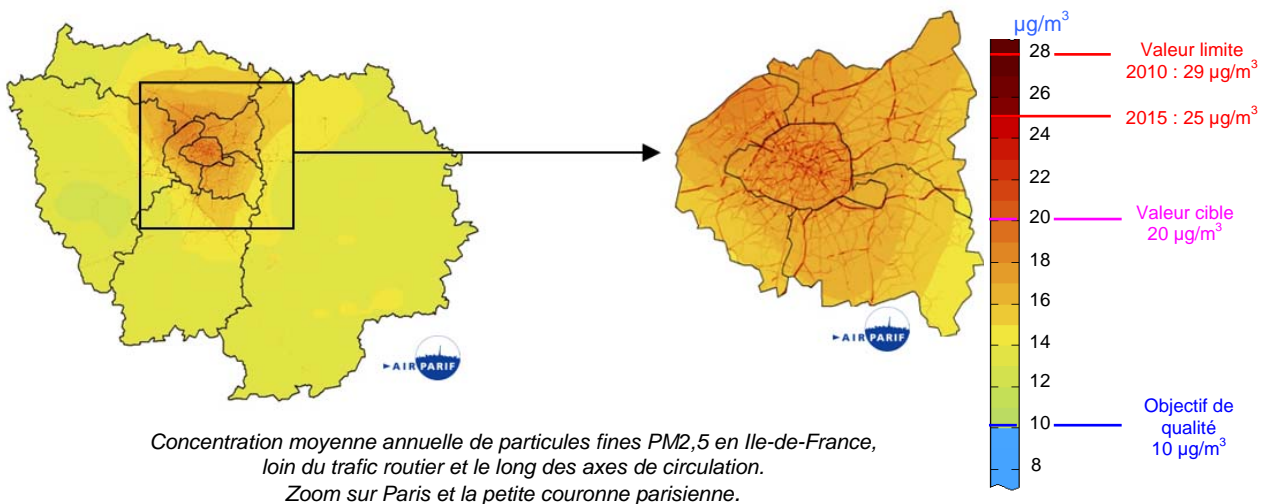 µg/m³
28
26
24
22
20
18
16
14
12
10
8
Valeur limite
2010 : 29 µg/m³
2015 : 25 µg/m³
Valeur cible
20 µg/m³
Objectif de
qualité
10 µg/m³
AIRPARIF
AIRPARIF
Concentration moyenne annuelle de particules fines PM2,5 en Ile-de-France,
loin du trafic routier et le long des axes de circulation.
Zoom sur Paris et la petite couronne parisienne.